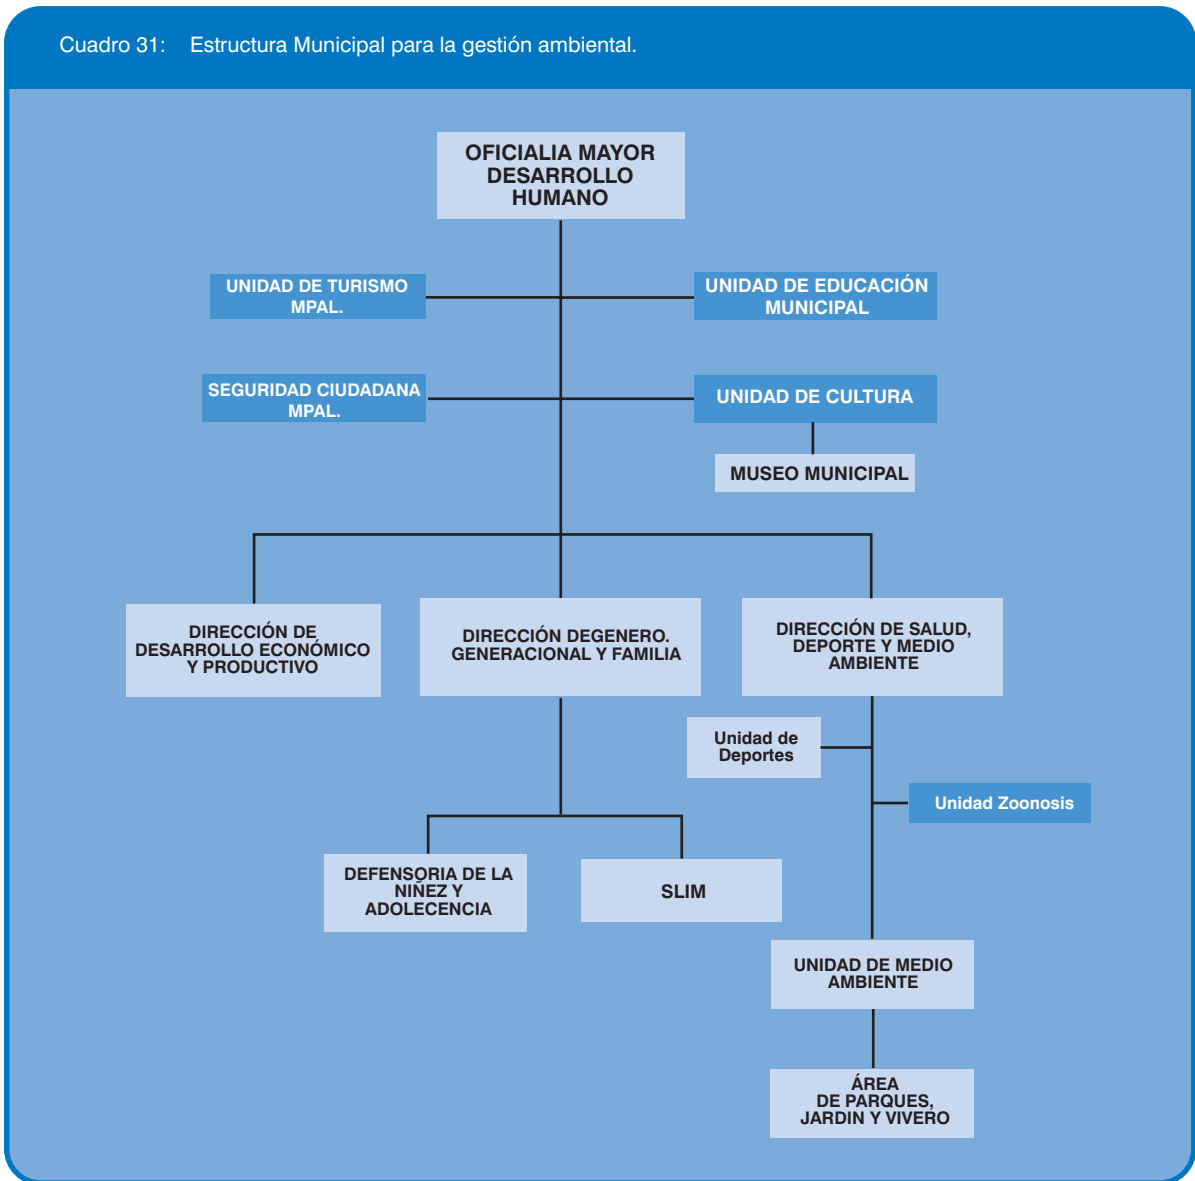 Cuadro 31: Estructura Municipal para la gestión ambiental.
OFICIALIA MAYOR
DESARROLLO
HUMANO
UNIDAD DE TURISMO
MPAL.
UNIDAD DE EDUCACIÓN
MUNICIPAL
SEGURIDAD CIUDADANA
MPAL.
UNIDAD DE CULTURA
MUSEO MUNICIPAL
DIRECCIÓN DE
DESARROLLO ECONÓMICO
Y PRODUCTIVO
DIRECCIÓN DEGENERO.
GENERACIONAL Y FAMILIA
DIRECCIÓN DE SALUD,
DEPORTE Y MEDIO
AMBIENTE
Unidad de
Deportes
Unidad Zoonosis
DEFENSORIA DE LA
NIÑEZ Y
ADOLECENCIA
SLIM
UNIDAD DE MEDIO
AMBIENTE
ÁREA
DE PARQUES,
JARDIN Y VIVERO